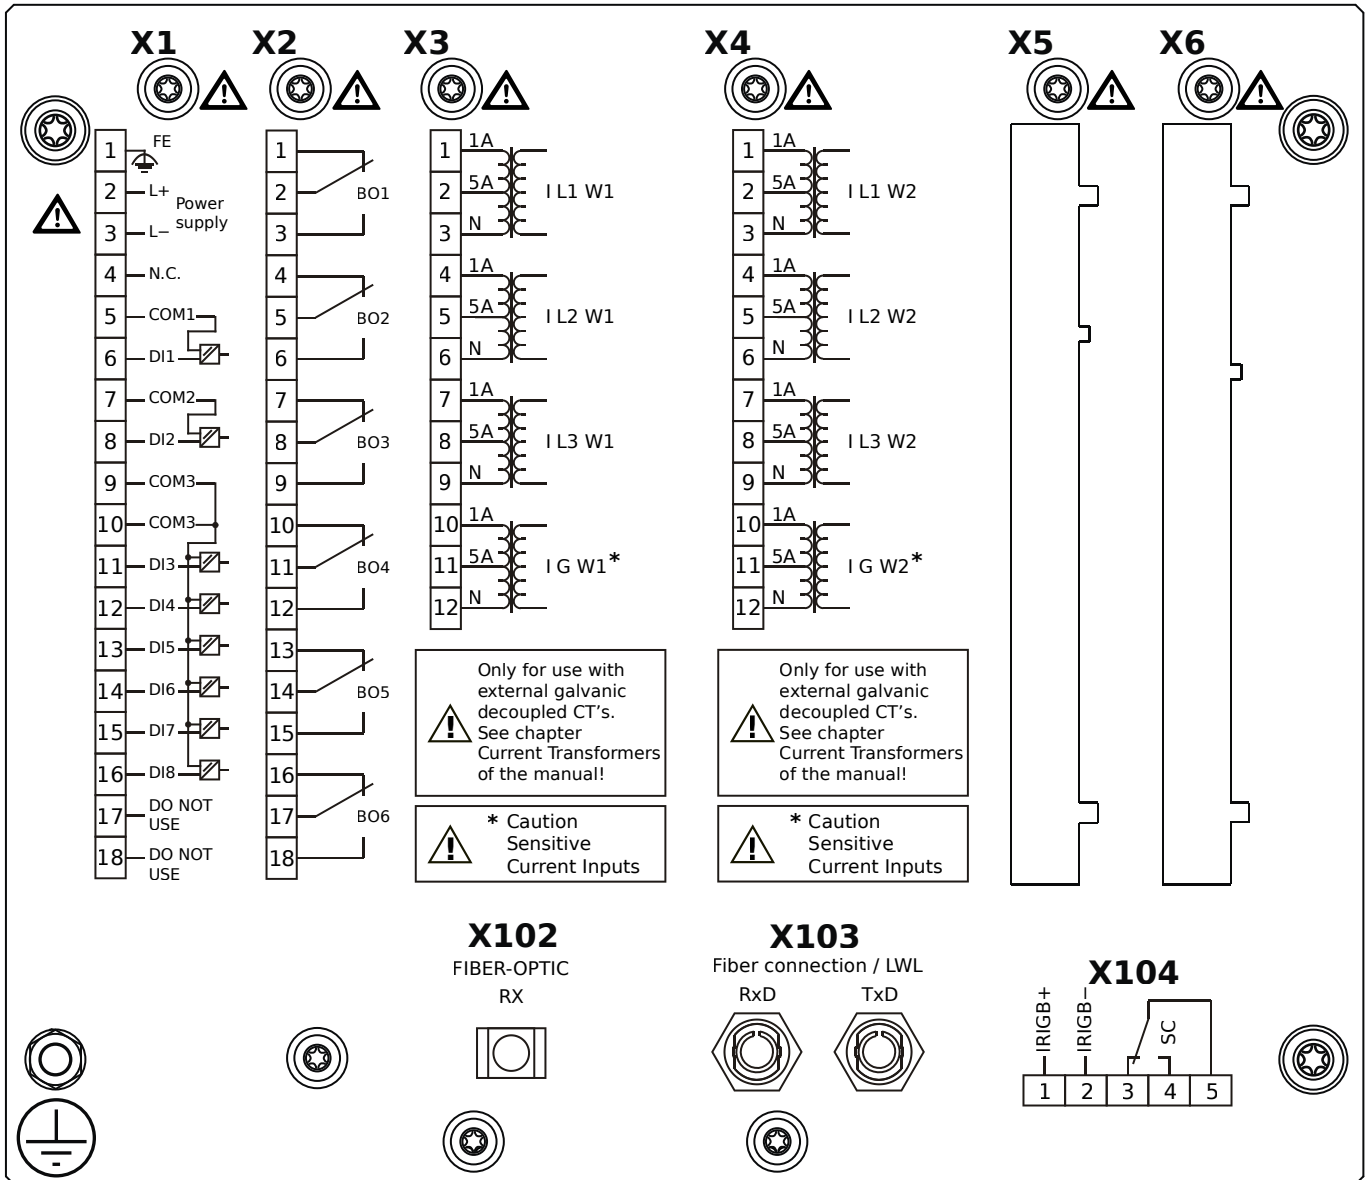 X1
X2
X3
X4
X5
X6
1
FE
2
L+
Power
supply
3
L−
4
N.C.
5
COM1
6
DI1
7
COM2
8
DI2
9
COM3
10
COM3
11
DI3
12
DI4
13
DI5
14
DI6
15
DI7
16
DI8
17
DO NOT
USE
18
DO NOT
USE
1
2
BO1
3
4
5
BO2
6
7
8
BO3
9
10
11
BO4
12
13
14
BO5
15
16
17
BO6
18
1
1A
2
5A
I L1 W1
3
N
4
1A
5
5A
I L2 W1
6
N
7
1A
8
5A
I L3 W1
9
N
10
1A
11
5A
I G W1*
12
N
Only for use with
external galvanic
decoupled CT's.
See chapter
Current Transformers
of the manual!
* Caution
Sensitive
Current Inputs
1
1A
2
5A
I L1 W2
3
N
4
1A
5
5A
I L2 W2
6
N
7
1A
8
5A
I L3 W2
9
N
10
1A
11
5A
I G W2*
12
N
Only for use with
external galvanic
decoupled CT's.
See chapter
Current Transformers
of the manual!
* Caution
Sensitive
Current Inputs
X102
FIBER-OPTIC
RX
X103
Fiber connection / LWL
RxD
TxD
X104
IRIGB+
IRIGB−
SC
1
2
3
4
5